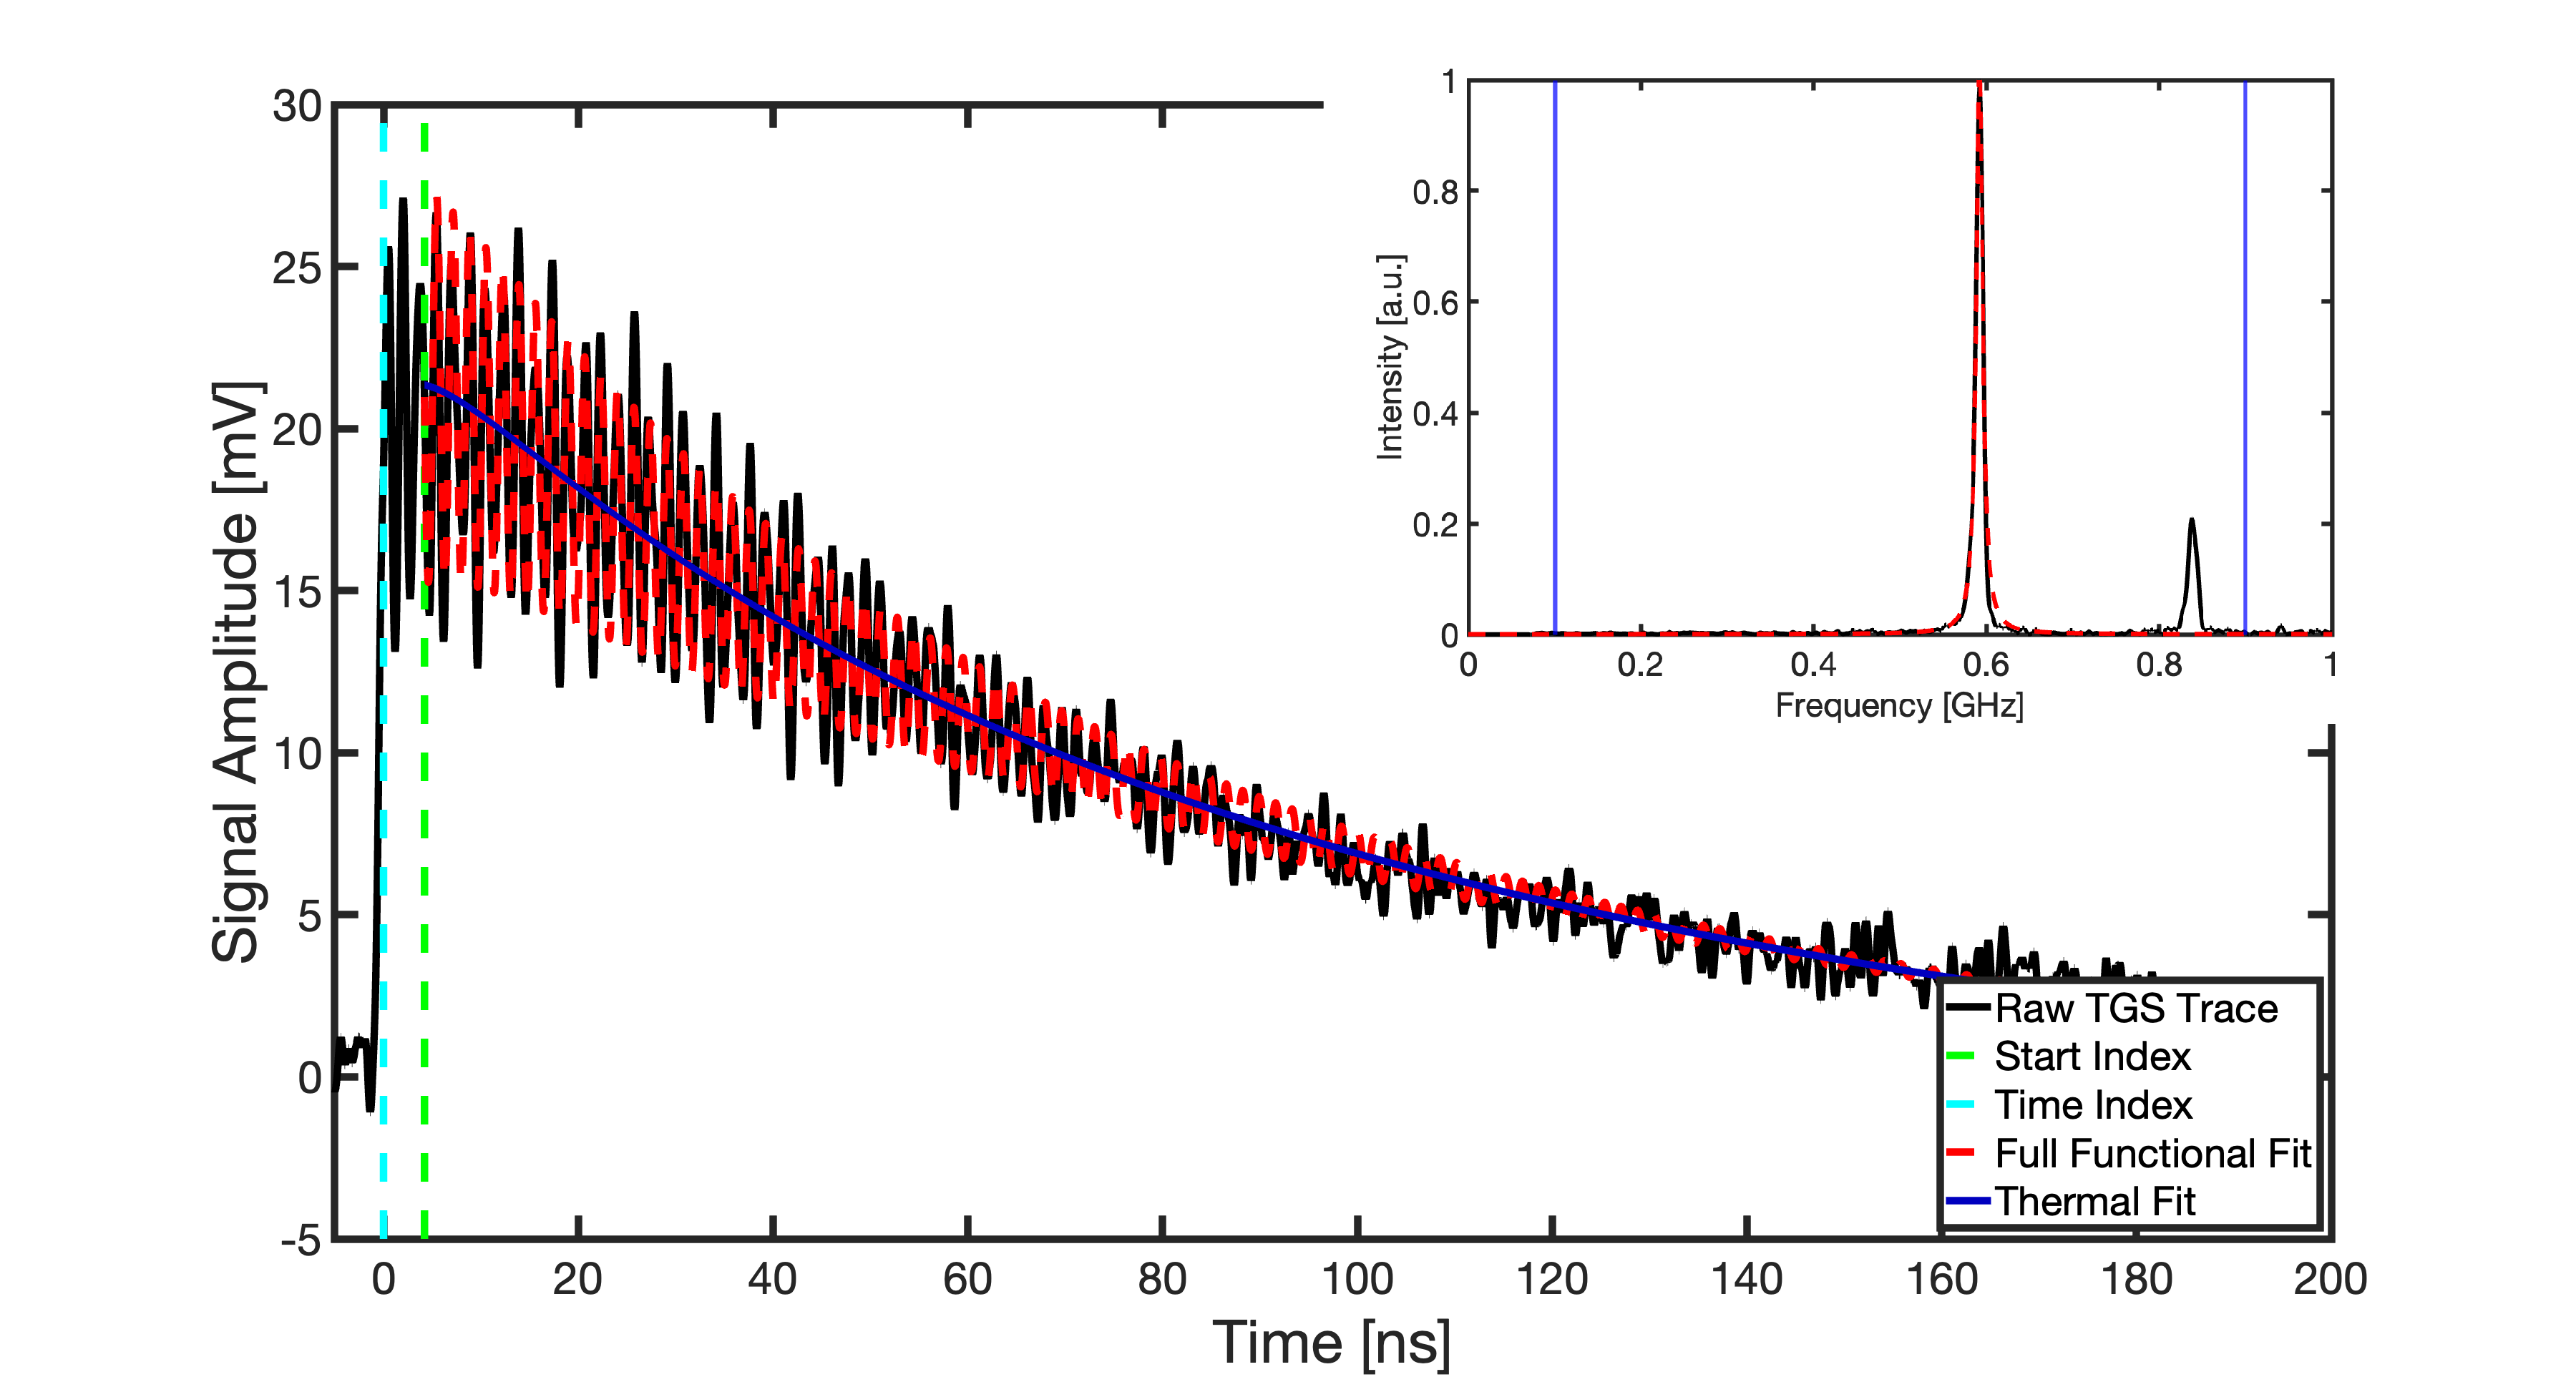 30
25
20
15
10
5
0
-5
0 20 40 60 80 100 120 140 160 180 200
Signal Amplitude [mV]
Time [ns]
1
0.8
0.6
0.4
0.2
0
0 0.2 0.4 0.6 0.8 1
Intensity [a.u.]
Frequency [GHz]
Raw TGS Trace
Start Index
Time Index
Full Functional Fit
Thermal Fit